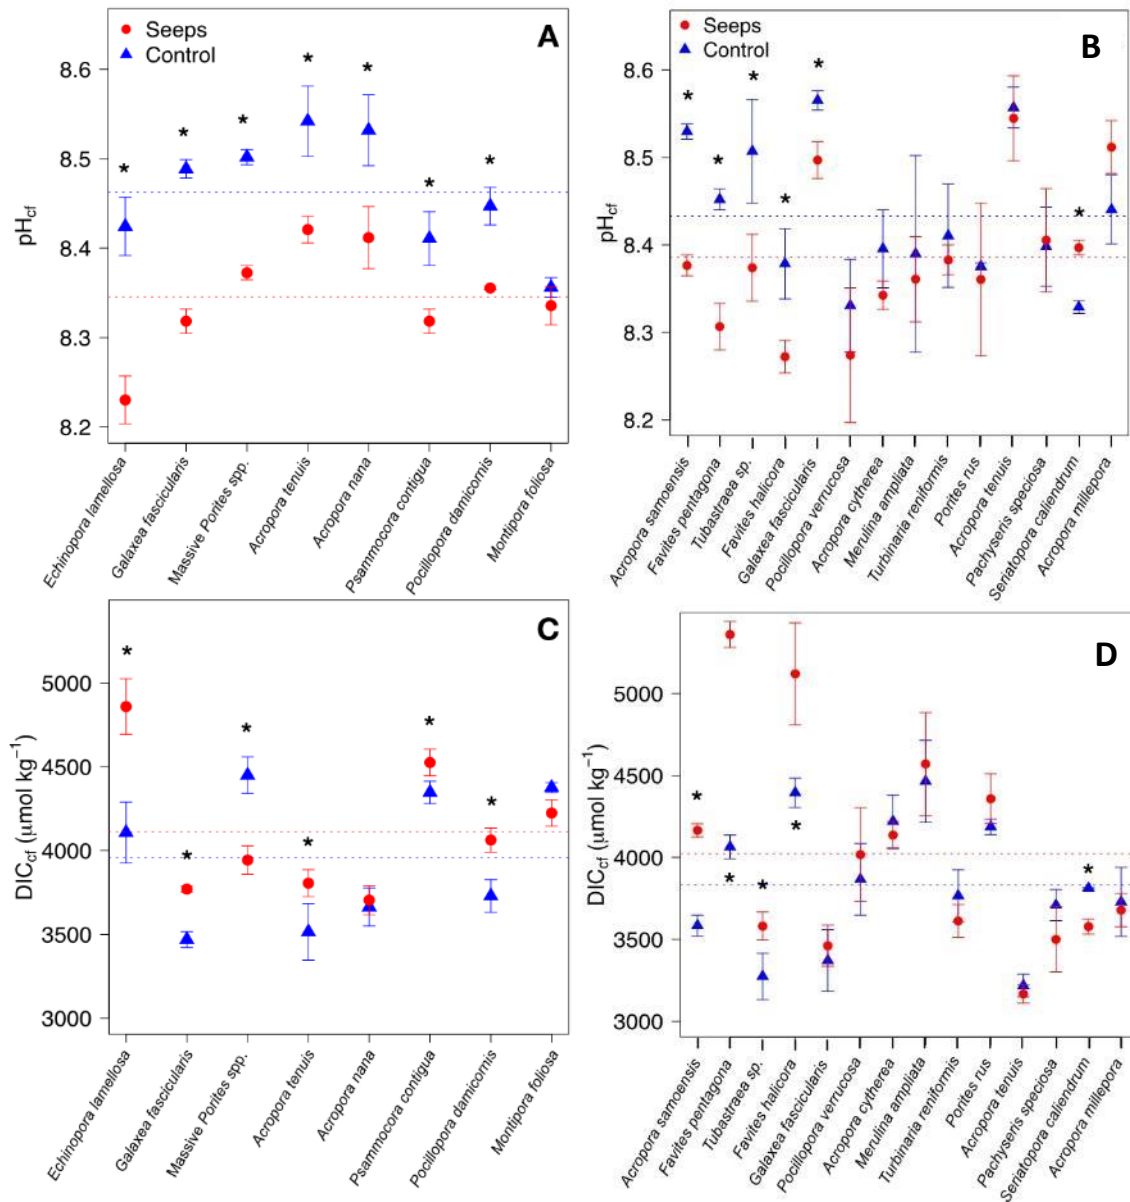 Seeps
Control
A
*
*
*
*
*
*
*
8.6
8.5
8.4
8.3
8.2
pHcf
Echinopora lamellosa
Galaxea fascicularis
Massive Porites spp.
Acropora tenuis
Acropora nana
Psammocora contigua
Pocillopora damicornis
Montipora foliosa
Seeps
Control
B
*
*
*
*
*
*
8.6
8.5
8.4
8.3
8.2
pHcf
Acropora samoensis
Favites pentagona
Tubastraea sp.
Favites halicora
Galaxea fascicularis
Pocillopora verrucosa
Acropora cytherea
Merulina ampliata
Turbinaria reniformis
Porites rus
Acropora tenuis
Pachyseris speciosa
Seriatopora caliendrum
Acropora millepora
C
*
*
*
*
*
*
5000
4500
4000
3500
3000
DICcf (µmol kg−1)
Echinopora lamellosa
Galaxea fascicularis
Massive Porites spp.
Acropora tenuis
Acropora nana
Psammocora contigua
Pocillopora damicornis
Montipora foliosa
D
*
*
*
*
*
5000
4500
4000
3500
3000
DICcf (µmol kg−1)
Acropora samoensis
Favites pentagona
Tubastraea sp.
Favites halicora
Galaxea fascicularis
Pocillopora verrucosa
Acropora cytherea
Merulina ampliata
Turbinaria reniformis
Porites rus
Acropora tenuis
Pachyseris speciosa
Seriatopora caliendrum
Acropora millepora